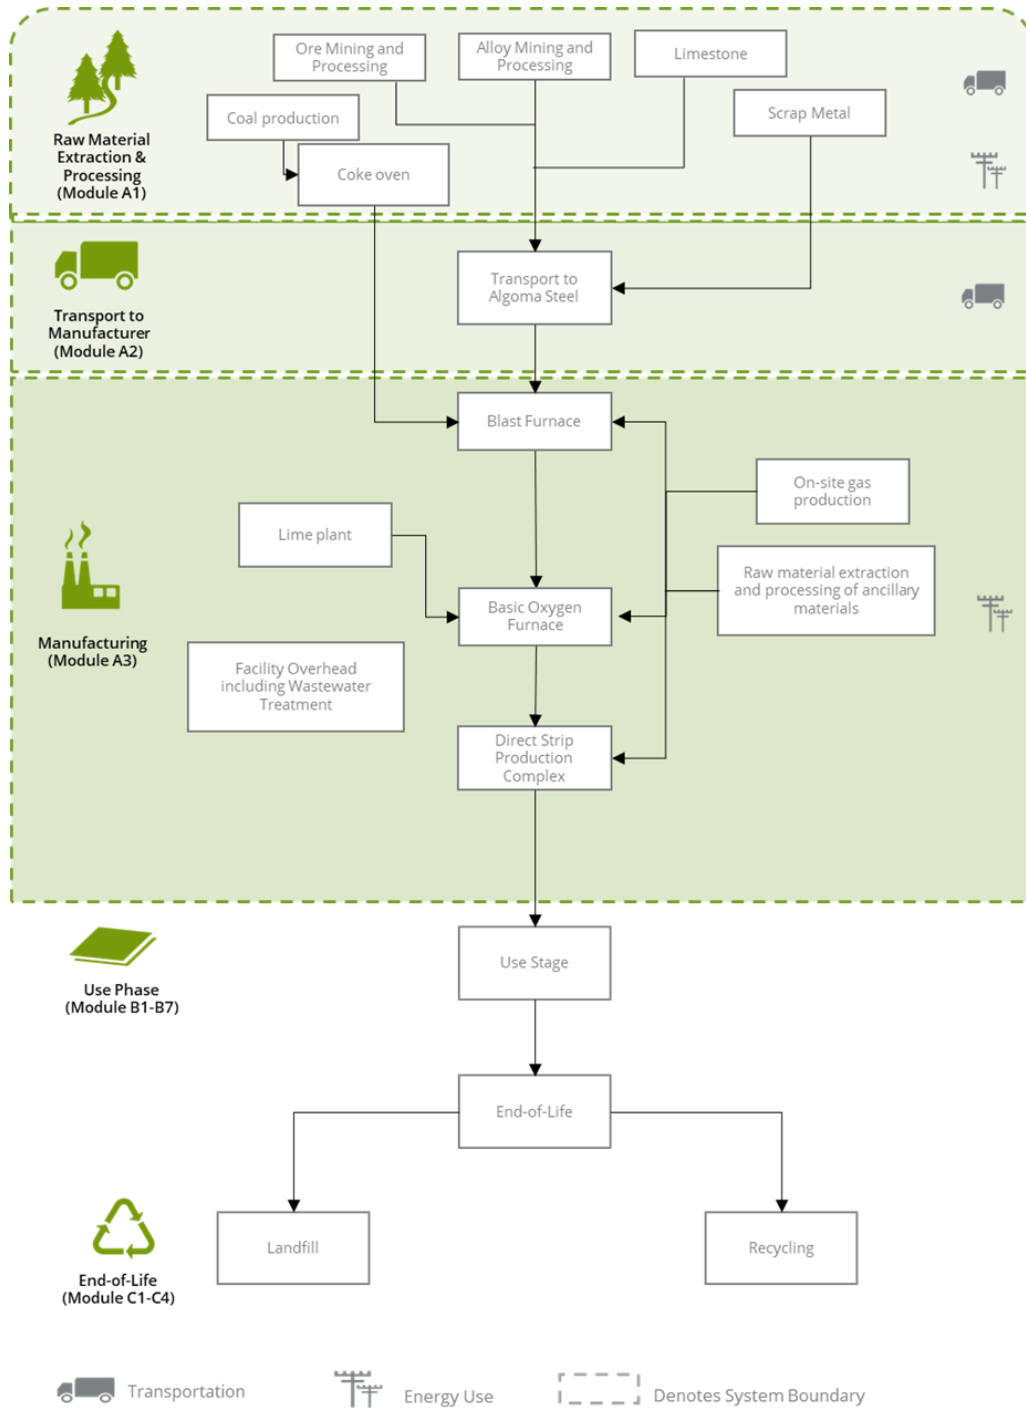 Ore Mining and
Processing
Alloy Mining and
Processing
Limestone
Coal production
Scrap Metal
Coke oven
Raw Material
Extraction &
Processing
(Module A1)
Transport to
Algoma Steel
Transport to
Manufacturer
(Module A2)
Blast Furnace
On-site gas
production
Lime plant
Raw material extraction
and processing of ancillary
materials
Basic Oxygen
Furnace
Manufacturing
(Module A3)
Facility Overhead
including Wastewater
Treatment
Direct Strip
Production
Complex
Use Stage
Use Phase
(Module B1-B7)
End-of-Life
Landfill
Recycling
End-of-Life
(Module C1-C4)
Transportation
Energy Use
Denotes System Boundary